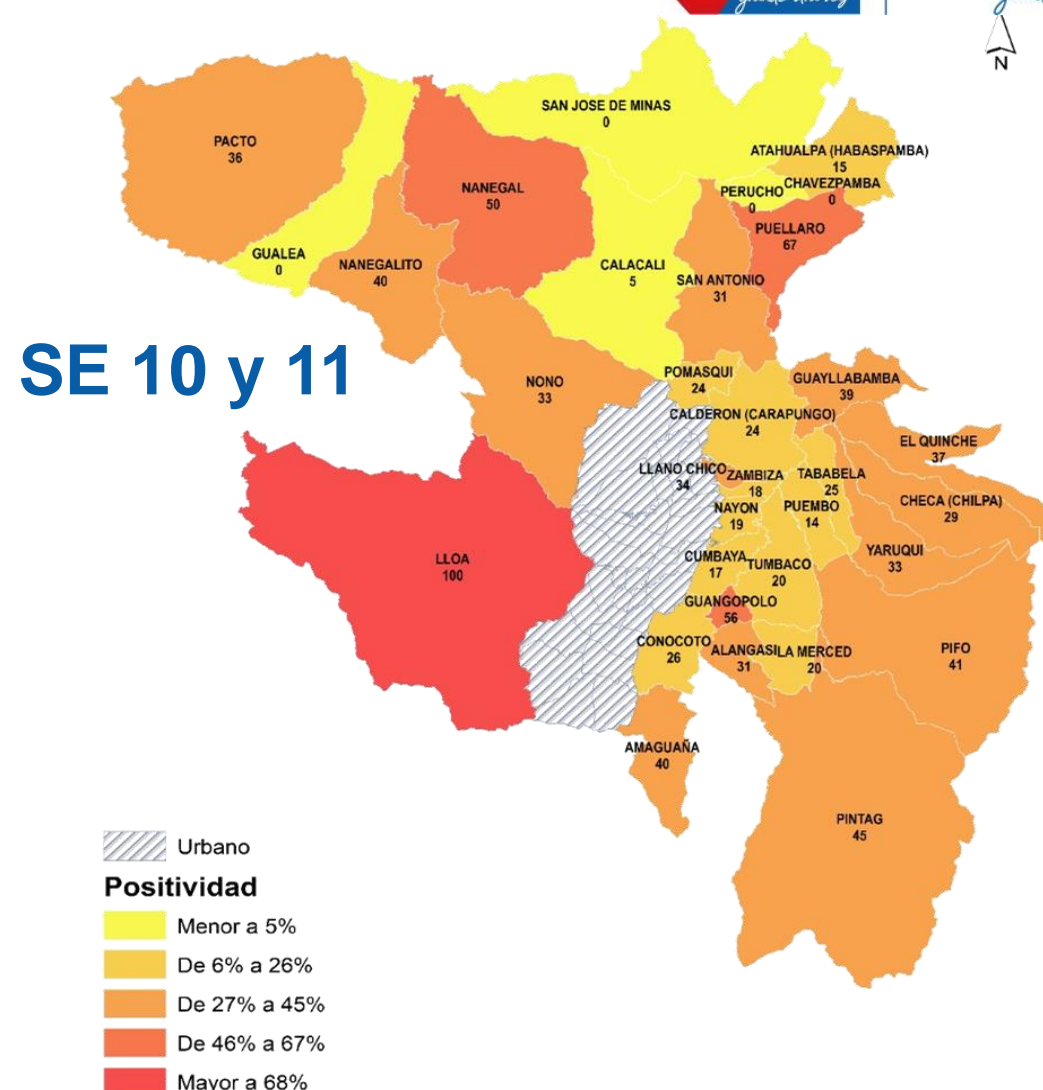 N
SAN JOSE DE MINAS
0
PACTO
36
ATAHUALPA (HABASPAMBA)
15
CHAVEZPAMBA
0
PERUCHO
0
NANEGAL
50
PUELLARO
67
GUALEA
0
NANEGALITO
40
CALACALI
5
SAN ANTONIO
31
SE 10 y 11
NONO
33
POMASQUI
24
GUAYLLABAMBA
39
CALDERON (CARAPUNGO)
24
EL QUINCHE
37
LLANO CHICO
34
ZAMBIZA
18
TABABELA
25
CHECA (CHILPA)
29
NAYON
19
PUEMBO
14
YARUQUI
33
LLOA
100
CUMBAYA
17
TUMBACO
20
GUANGOPOLO
56
CONOCOTO
26
ALANGASI
31
LA MERCED
20
PIFO
41
AMAGUAÑA
40
PINTAG
45
Urbano
Positividad
Menor a 5%
De 6% a 26%
De 27% a 45%
De 46% a 67%
Mayor a 68%